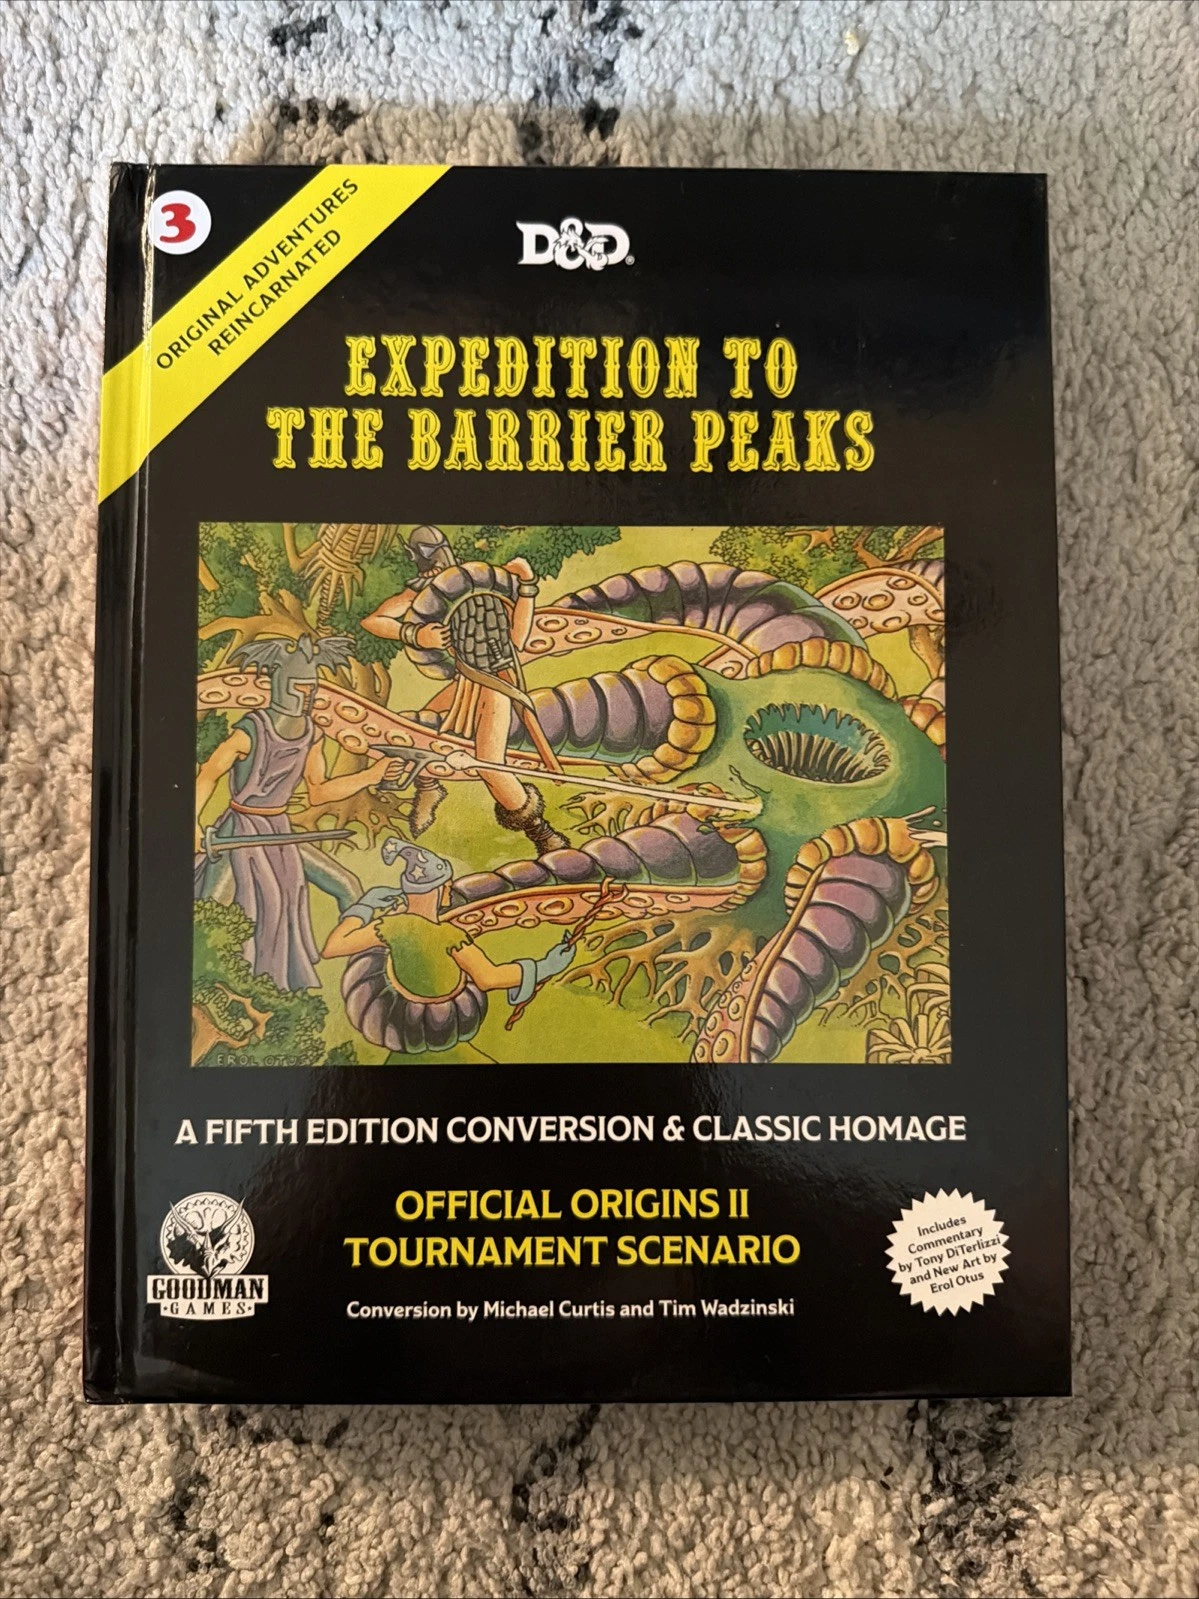 3
ORIGINAL ADVENTURES
REINCARNATED
D&D®
EXPEDITION TO
THE BARRIER PEAKS
EROL OTUS
A FIFTH EDITION CONVERSION & CLASSIC HOMAGE
OFFICIAL ORIGINS II
TOURNAMENT SCENARIO
Conversion by Michael Curtis and Tim Wadzinski
GOODMAN
GAMES
Includes
Commentary
by Tony DiTerlizzi
and New Art by
Erol Otus